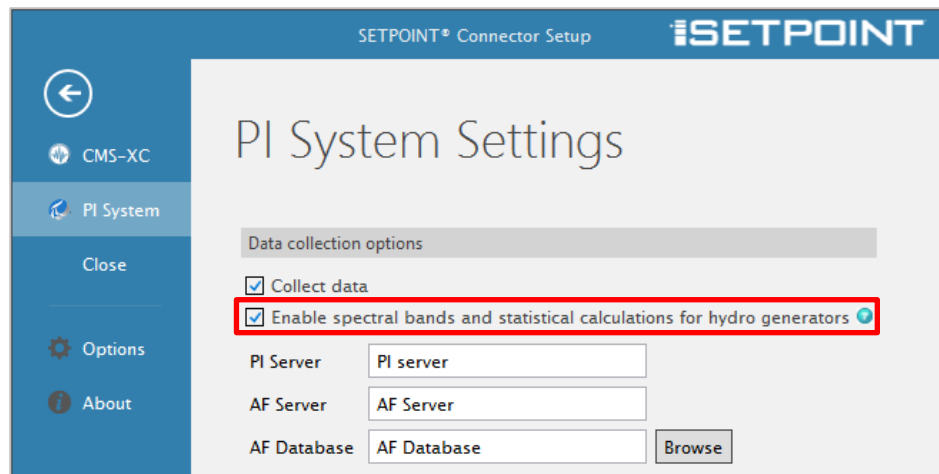 SETPOINT® Connector Setup
SETPOINT
CMS-XC
PI System
Close
Options
About
PI System Settings
Data collection options
Collect data
Enable spectral bands and statistical calculations for hydro generators
PI Server PI server
AF Server AF Server
AF Database AF Database Browse